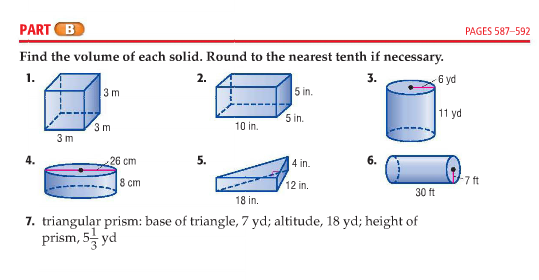 PART B PAGES 587–592
Find the volume of each solid. Round to the nearest tenth if necessary.
1. 3 m 3 m 3 m
2. 5 in. 5 in. 10 in.
3. 6 yd 11 yd
4. 26 cm 8 cm
5. 4 in. 12 in. 18 in.
6. 7 ft 30 ft
7. triangular prism: base of triangle, 7 yd; altitude, 18 yd; height of
prism, 5 1/3 yd